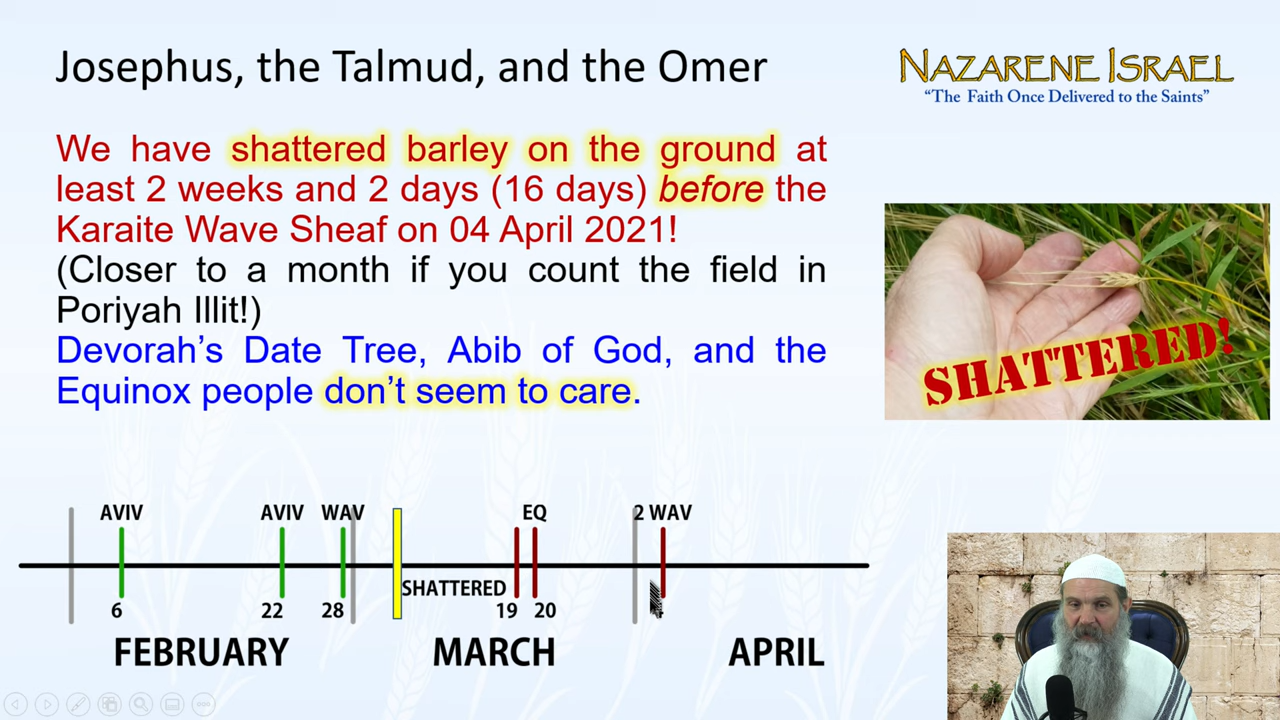 Josephus, the Talmud, and the Omer
NAZARENE ISRAEL
“The Faith Once Delivered to the Saints”
We have shattered barley on the ground at
least 2 weeks and 2 days (16 days) before the
Karaite Wave Sheaf on 04 April 2021!
(Closer to a month if you count the field in
Poriyah Illit!)
Devorah’s Date Tree, Abib of God, and the
Equinox people don’t seem to care.
SHATTERED!
AVIV AVIV WAV EQ 2 WAV
SHATTERED
6 22 28 19 20
FEBRUARY MARCH APRIL